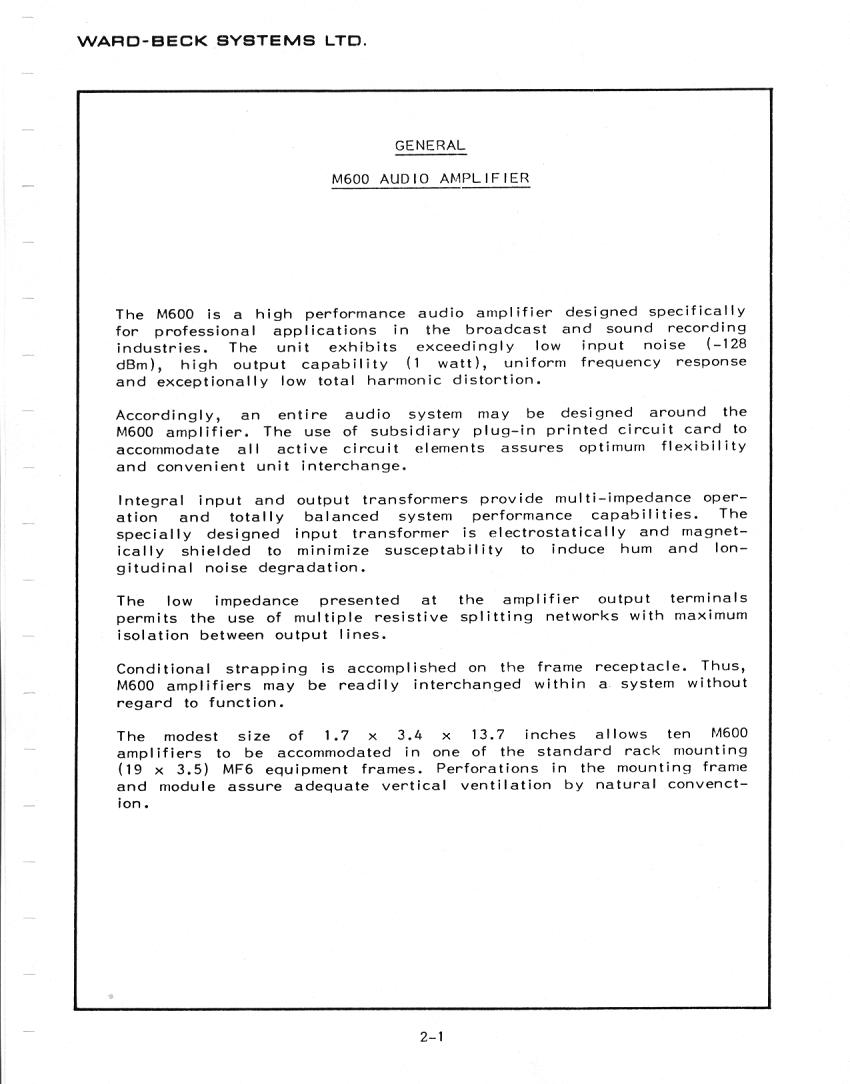 WARD-BECK SYSTEMS LTD.
GENERAL
M600 AUDIO AMPLIFIER
The M600 is a high performance audio amplifier designed specifically
for professional applications in the broadcast and sound recording
industries. The unit exhibits exceedingly low input noise (-128
dBm), high output capability (1 watt), uniform frequency response
and exceptionally low total harmonic distortion.
Accordingly, an entire audio system may be designed around the
M600 amplifier. The use of subsidiary plug-in printed circuit card to
accommodate all active circuit elements assures optimum flexibility
and convenient unit interchange.
Integral input and output transformers provide multi-impedance oper-
ation and totally balanced system performance capabilities. The
specially designed input transformer is electrostatically and magnet-
ically shielded to minimize susceptability to induce hum and lon-
gitudinal noise degradation.
The low impedance presented at the amplifier output terminals
permits the use of multiple resistive splitting networks with maximum
isolation between output lines.
Conditional strapping is accomplished on the frame receptacle. Thus,
M600 amplifiers may be readily interchanged within a system without
regard to function.
The modest size of 1.7 x 3.4 x 13.7 inches allows ten M600
amplifiers to be accommodated in one of the standard rack mounting
(19 x 3.5) MF6 equipment frames. Perforations in the mounting frame
and module assure adequate vertical ventilation by natural convenct-
ion.
2-1